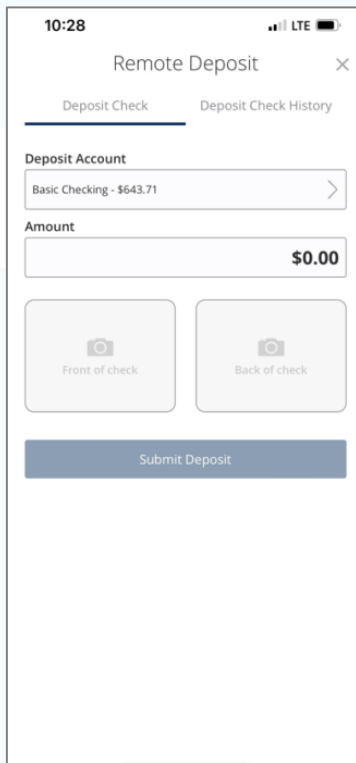 10:28 LTE
Remote Deposit
Deposit Check Deposit Check History
Deposit Account
Basic Checking - $643.71
Amount
$0.00
Front of check Back of check
Submit Deposit